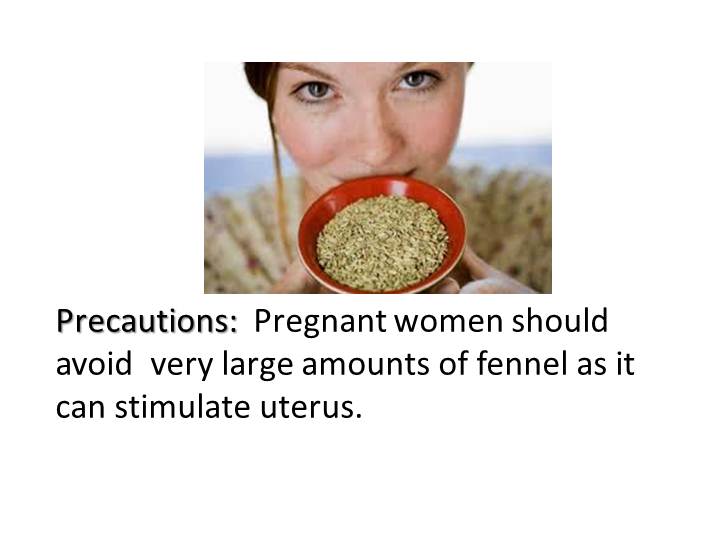 Precautions:  Pregnant women should
avoid  very large amounts of fennel as it
can stimulate uterus.